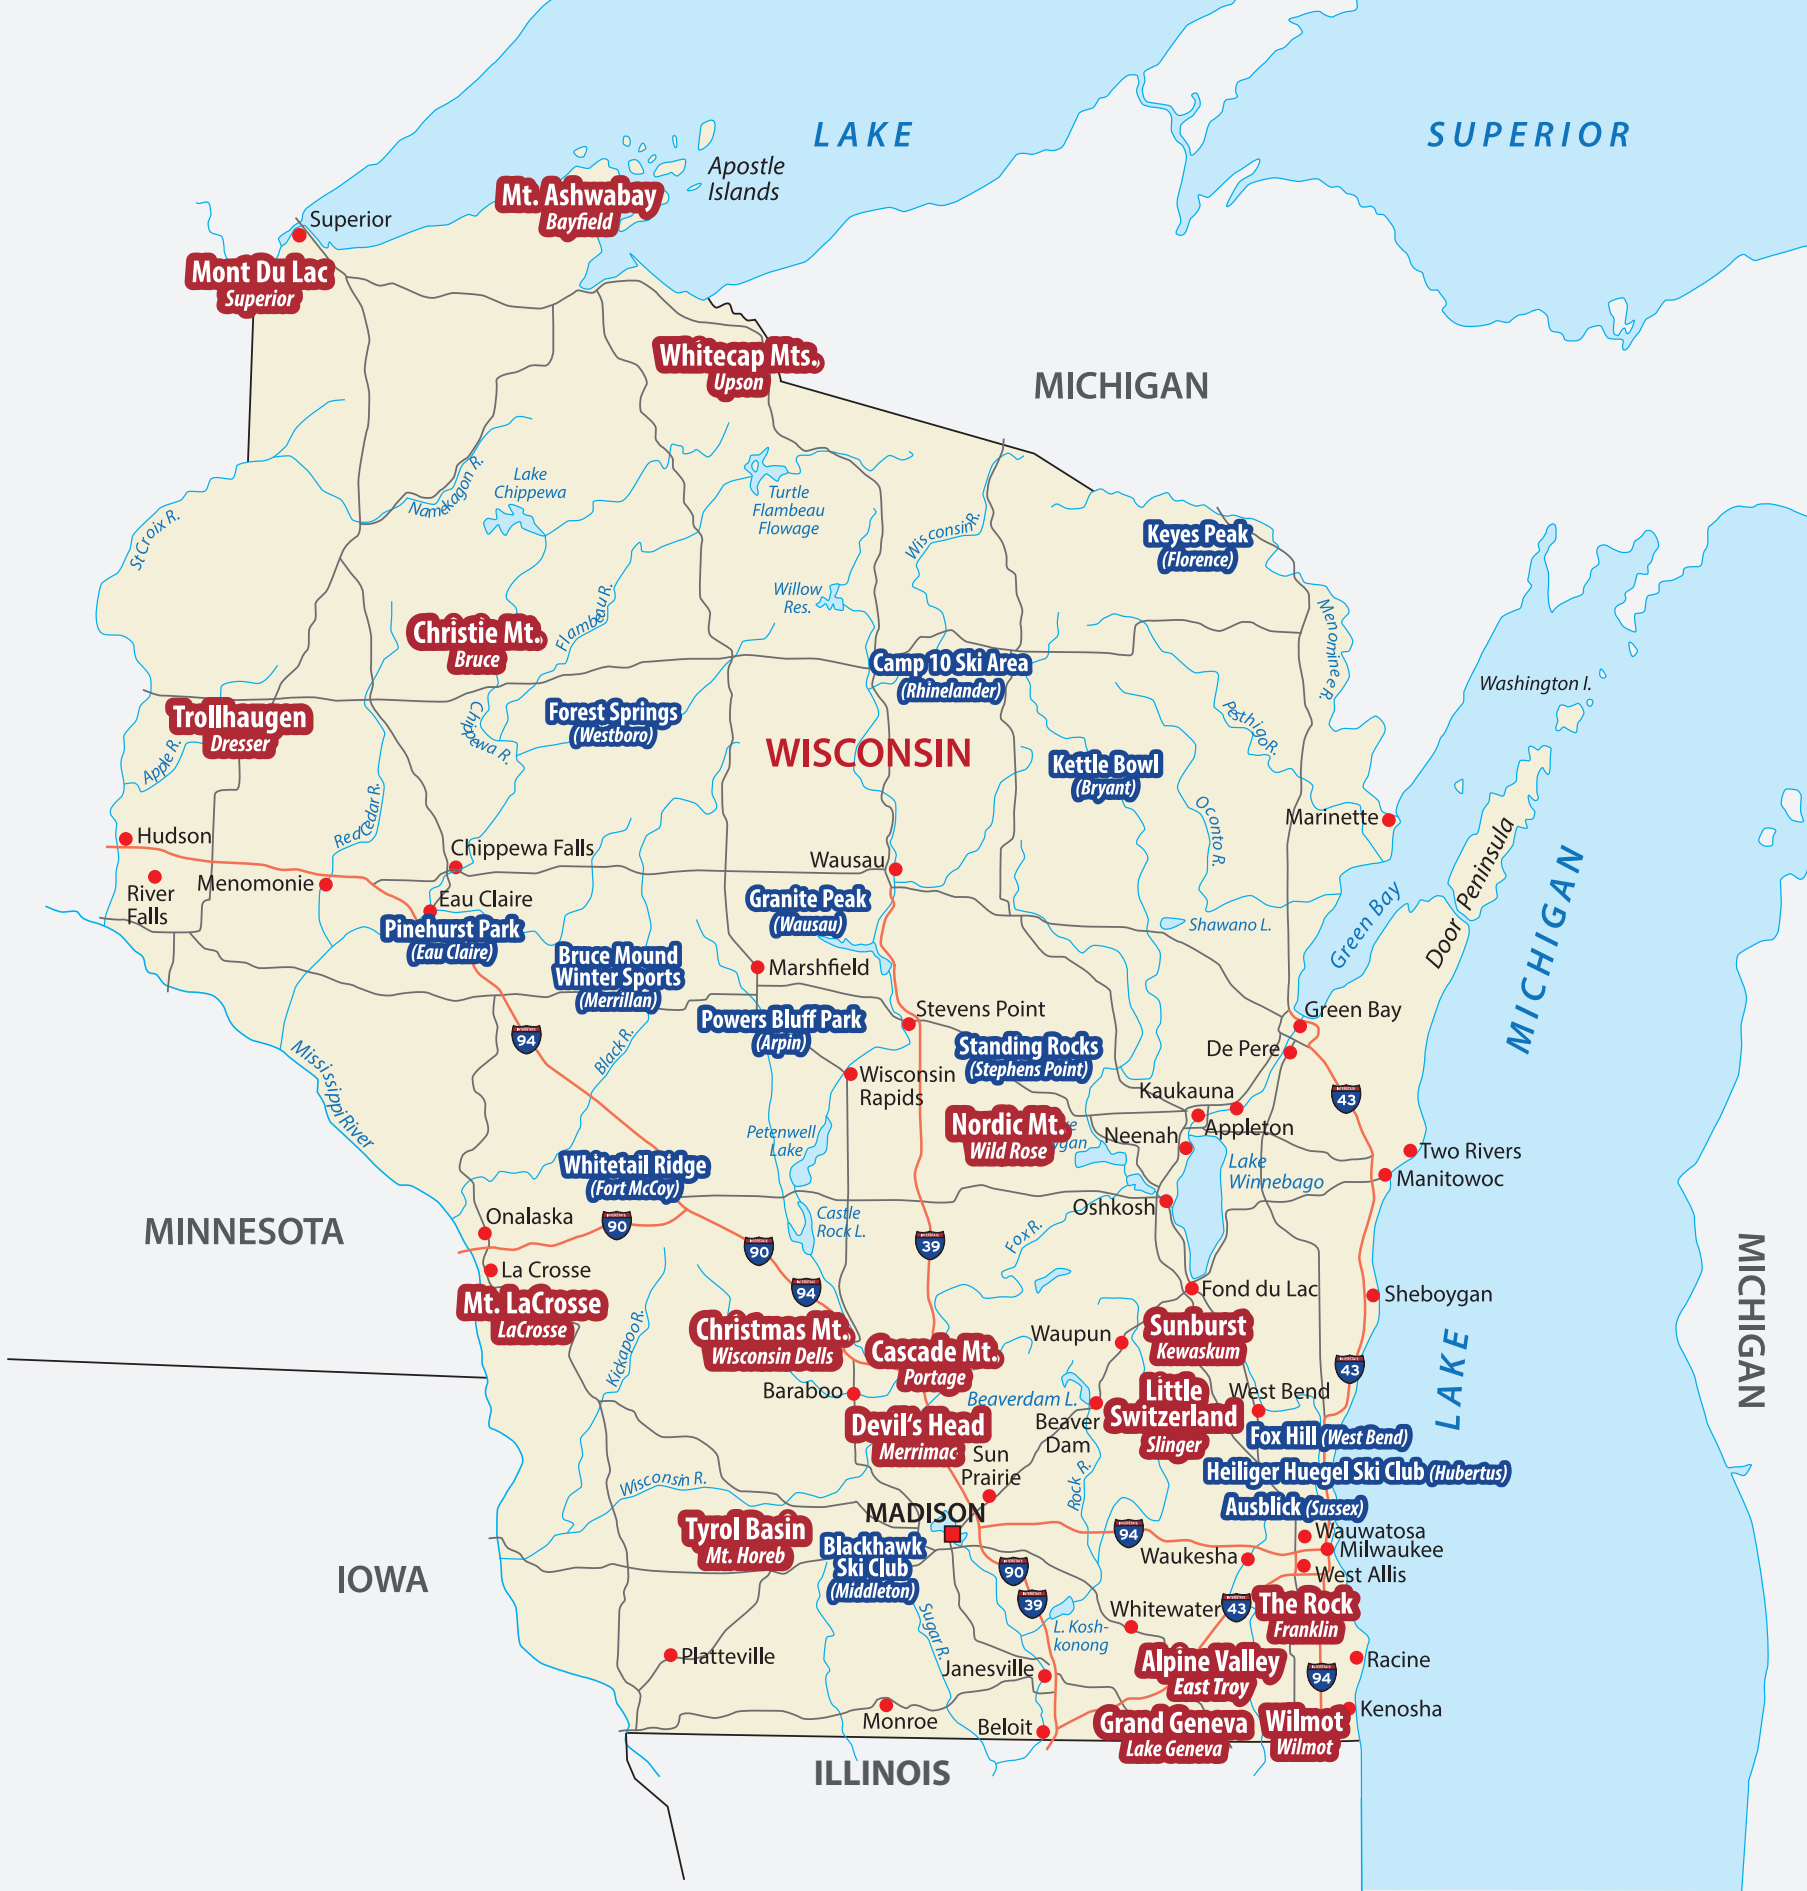 LAKE
SUPERIOR
Apostle
Islands
Mt. Ashwabay
Bayfield
Superior
Mont Du Lac
Superior
Whitecap Mts.
Upson
MICHIGAN
Namekagon R.
Lake
Chippewa
Turtle
Flambeau
Flowage
St Croix R.
Wisconsin R.
Keyes Peak
(Florence)
Willow
Res.
Flambeau R.
Menominee R.
Christie Mt.
Bruce
Camp 10 Ski Area
(Rhinelander)
Washington I.
Trollhaugen
Dresser
Forest Springs
(Westboro)
Chippewa R.
Apple R.
Pesthigo R.
WISCONSIN
Kettle Bowl
(Bryant)
Red Cedar R.
Oconto R.
Marinette
Hudson
Chippewa Falls
Wausau
Door Peninsula
River
Falls
Menomonie
Eau Claire
Granite Peak
(Wausau)
Shawano L.
Green Bay
LAKE MICHIGAN
Pinehurst Park
(Eau Claire)
Bruce Mound
Winter Sports
(Merrillan)
Marshfield
Stevens Point
Green Bay
Powers Bluff Park
(Arpin)
94
Black R.
Standing Rocks
(Stephens Point)
De Pere
Mississippi River
Wisconsin
Rapids
Kaukauna
43
Nordic Mt.
Wild Rose
Neenah
Appleton
Petenwell
Lake
Two Rivers
Whitetail Ridge
(Fort McCoy)
Lake
Winnebago
Manitowoc
MINNESOTA
Onalaska
90
Castle
Rock L.
Oshkosh
Fox R.
90
39
MICHIGAN
La Crosse
94
Fond du Lac
Sheboygan
Mt. LaCrosse
LaCrosse
Kickapoo R.
Christmas Mt.
Wisconsin Dells
Cascade Mt.
Portage
Waupun
Sunburst
Kewaskum
43
Baraboo
Beaverdam L.
Beaver
Dam
Little
Switzerland
Slinger
West Bend
Devil's Head
Merrimac
Sun
Prairie
Fox Hill (West Bend)
Heiliger Huegel Ski Club (Hubertus)
Wisconsin R.
Rock R.
Ausblick (Sussex)
MADISON
Tyrol Basin
Mt. Horeb
94
Wauwatosa
Milwaukee
Waukesha
West Allis
Blackhawk
Ski Club
(Middleton)
IOWA
90
39
43
The Rock
Franklin
Whitewater
L. Kosh-
konong
Sugar R.
Platteville
Janesville
Alpine Valley
East Troy
94
Racine
Monroe
Beloit
Grand Geneva
Lake Geneva
Wilmot
Wilmot
Kenosha
ILLINOIS